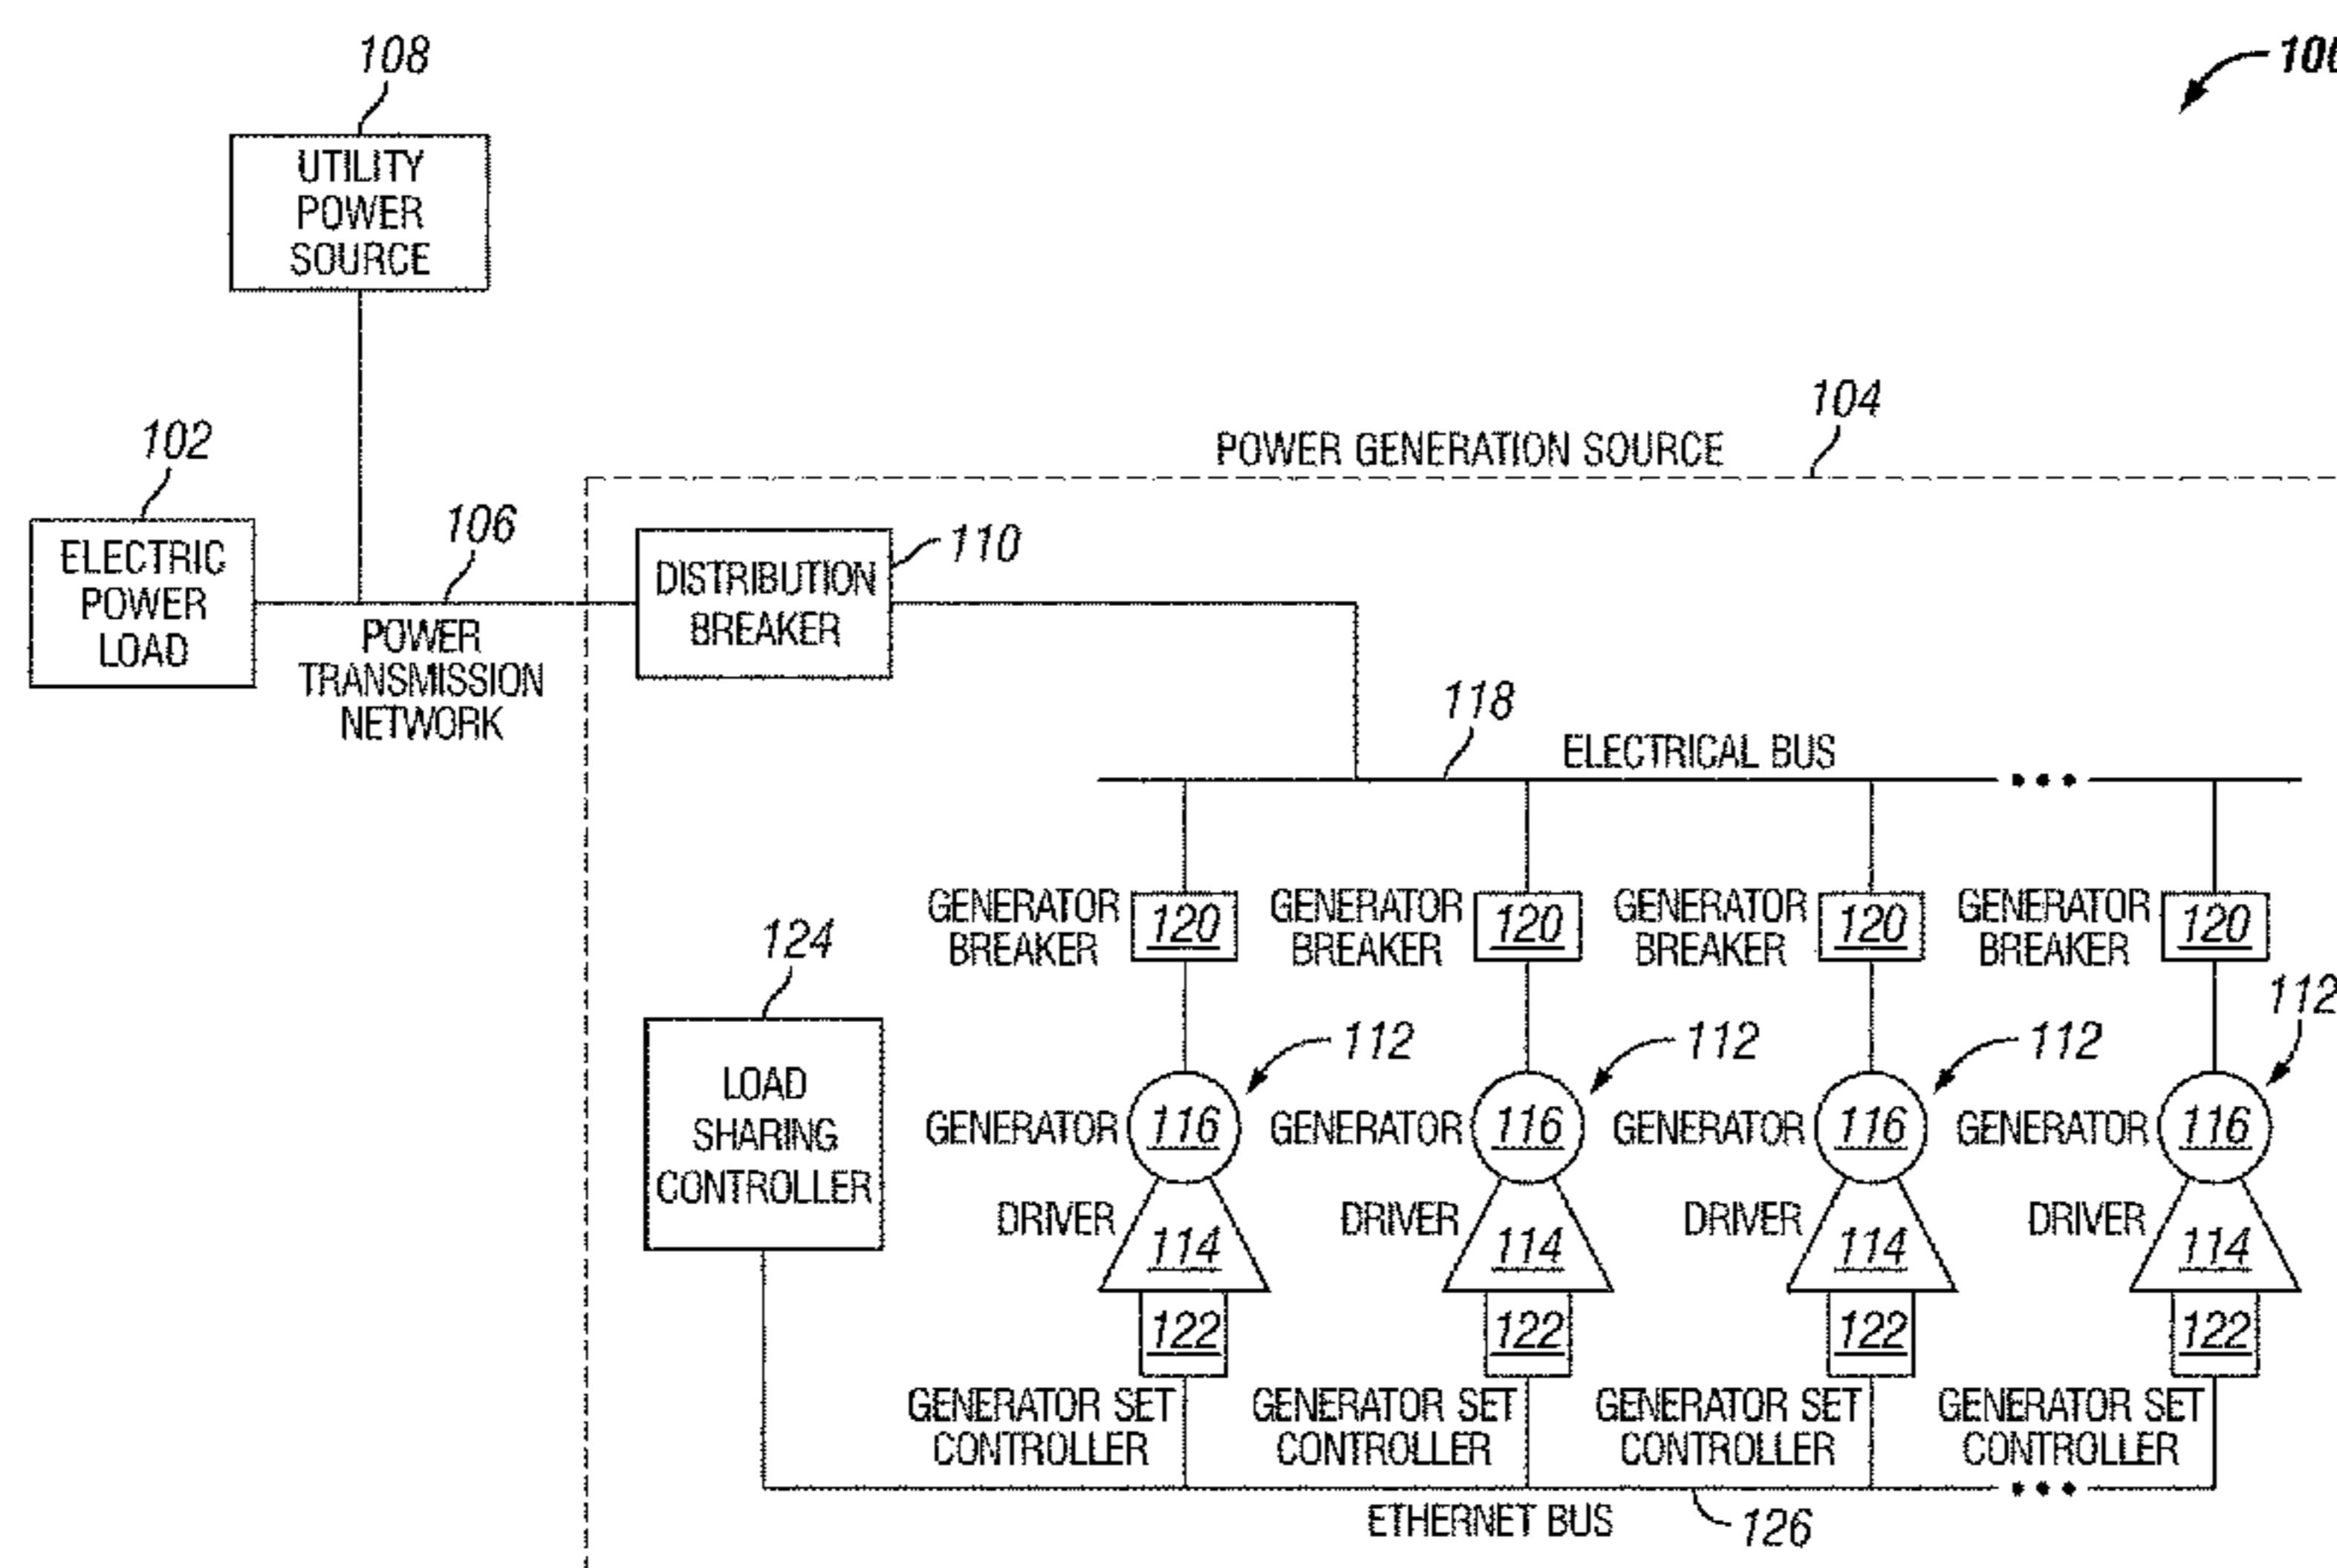 108
100
UTILITY
POWER
SOURCE
104
POWER GENERATION SOURCE
102
106
110
ELECTRIC
POWER
LOAD
DISTRIBUTION
BREAKER
POWER
TRANSMISSION
NETWORK
118
ELECTRICAL BUS
GENERATOR
BREAKER
120
GENERATOR
BREAKER
120
GENERATOR
BREAKER
120
GENERATOR
BREAKER
120
124
112
112
112
112
LOAD
SHARING
CONTROLLER
GENERATOR
116
GENERATOR
116
GENERATOR
116
GENERATOR
116
DRIVER
114
DRIVER
114
DRIVER
114
DRIVER
114
122
122
122
122
GENERATOR SET
CONTROLLER
GENERATOR SET
CONTROLLER
GENERATOR SET
CONTROLLER
GENERATOR SET
CONTROLLER
ETHERNET BUS
126